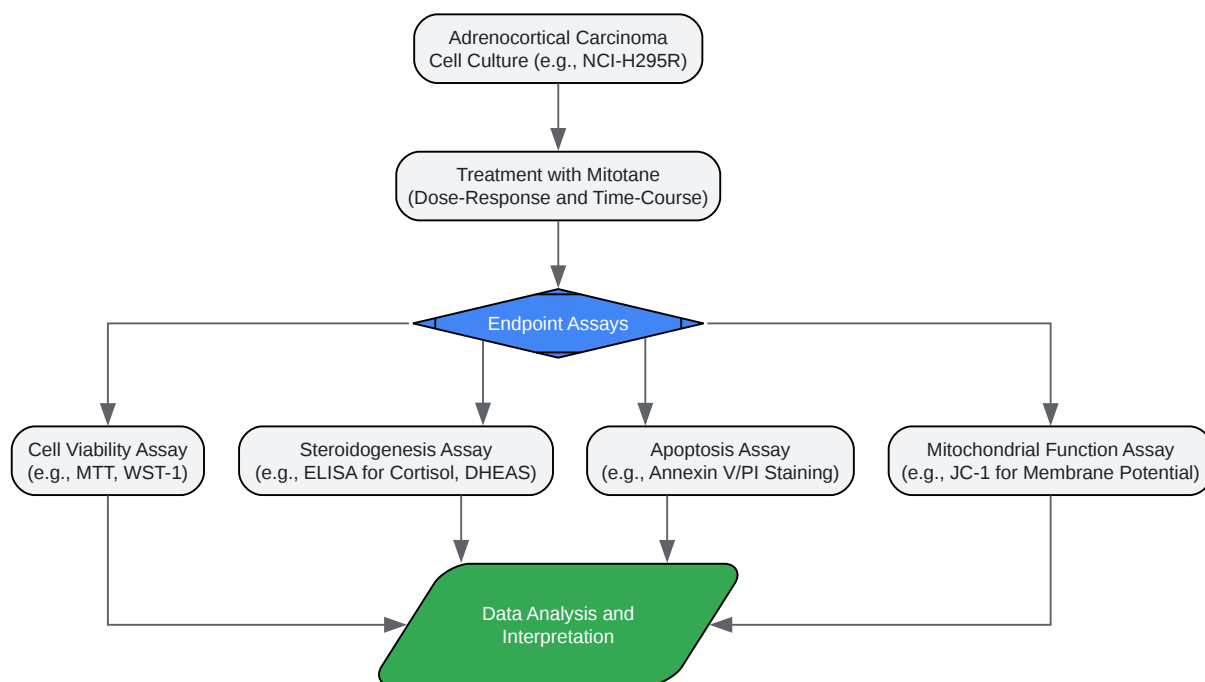 Adrenocortical Carcinoma
Cell Culture (e.g., NCI-H295R)
Treatment with Mitotane
(Dose-Response and Time-Course)
Endpoint Assays
Cell Viability Assay
(e.g., MTT, WST-1)
Steroidogenesis Assay
(e.g., ELISA for Cortisol, DHEAS)
Apoptosis Assay
(e.g., Annexin V/PI Staining)
Mitochondrial Function Assay
(e.g., JC-1 for Membrane Potential)
Data Analysis and
Interpretation